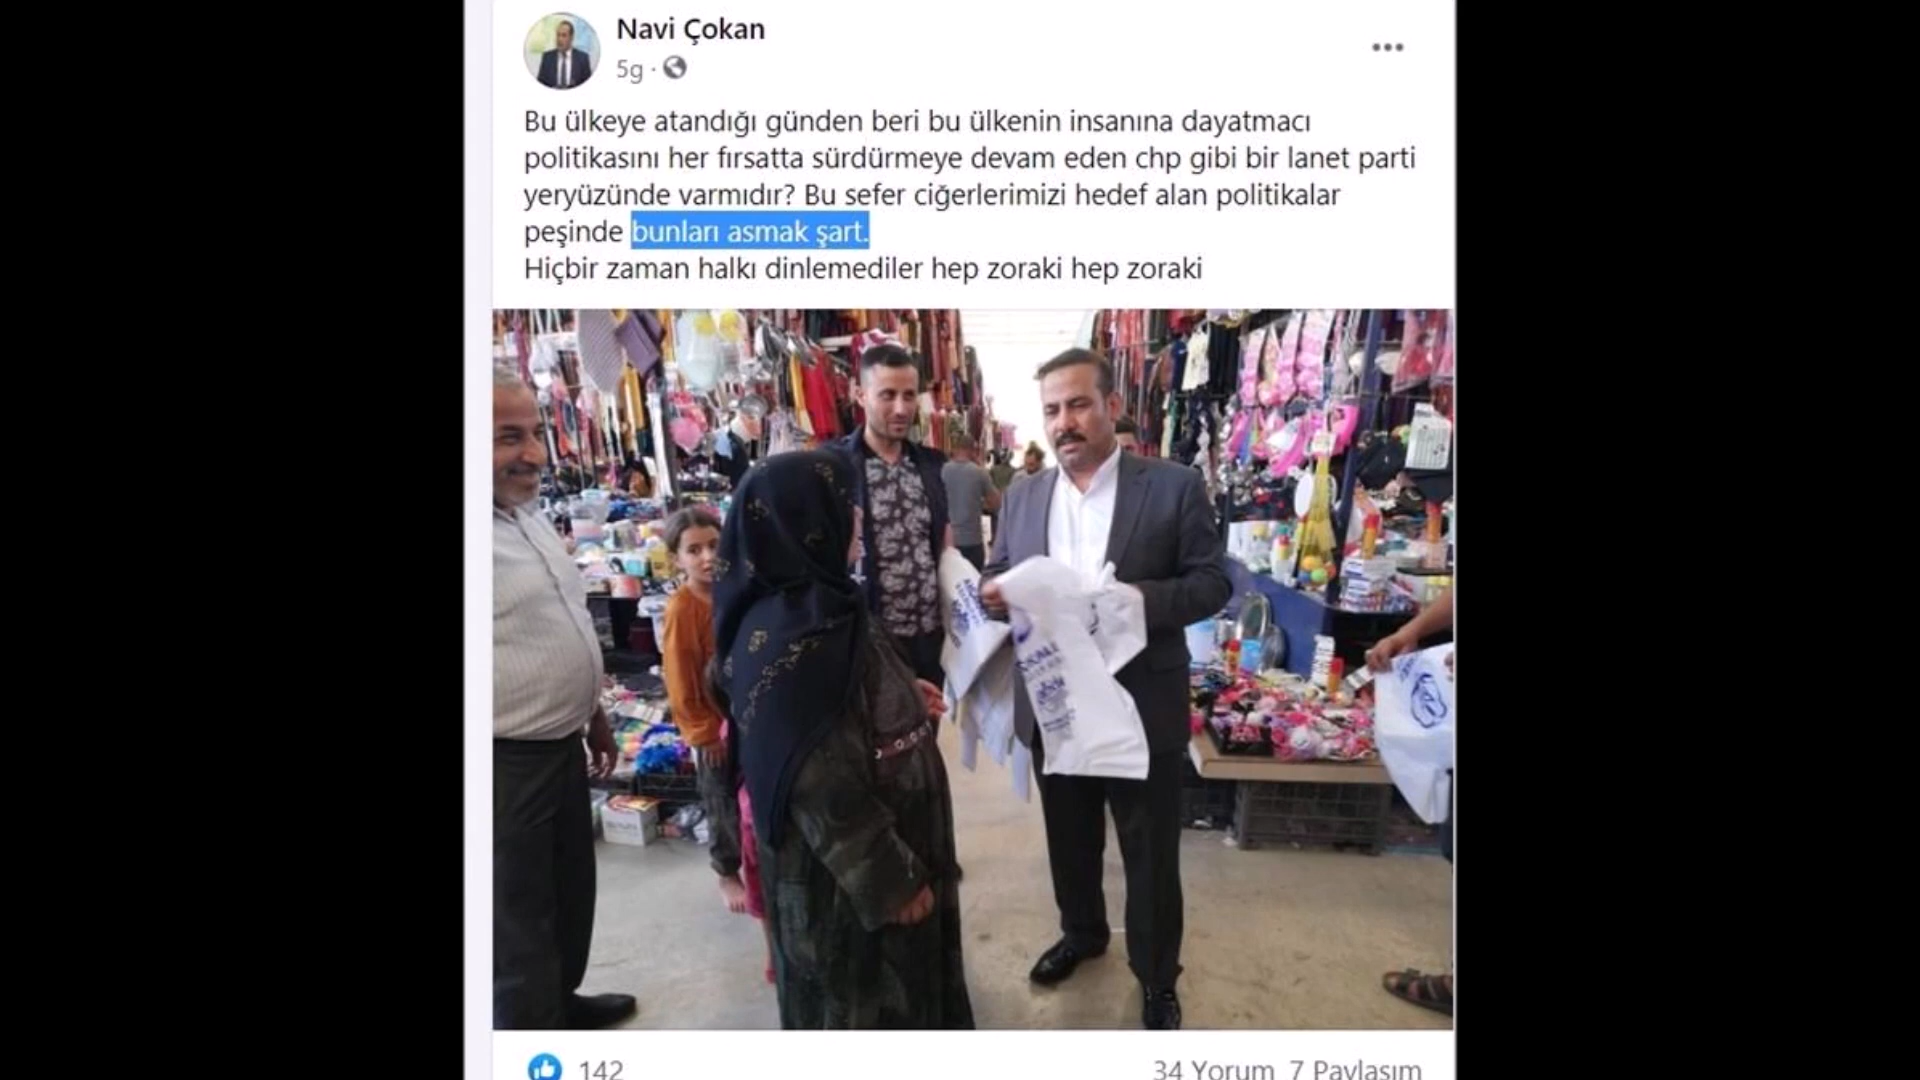 Navi Çokan
5g ·
Bu ülkeye atandığı günden beri bu ülkenin insanına dayatmacı
politikasını her fırsatta sürdürmeye devam eden chp gibi bir lanet parti
yeryüzünde varmıdır? Bu sefer ciğerlerimizi hedef alan politikalar
peşinde bunları asmak şart.
Hiçbir zaman halkı dinlemediler hep zoraki hep zoraki
142
34 Yorum 7 Paylaşım